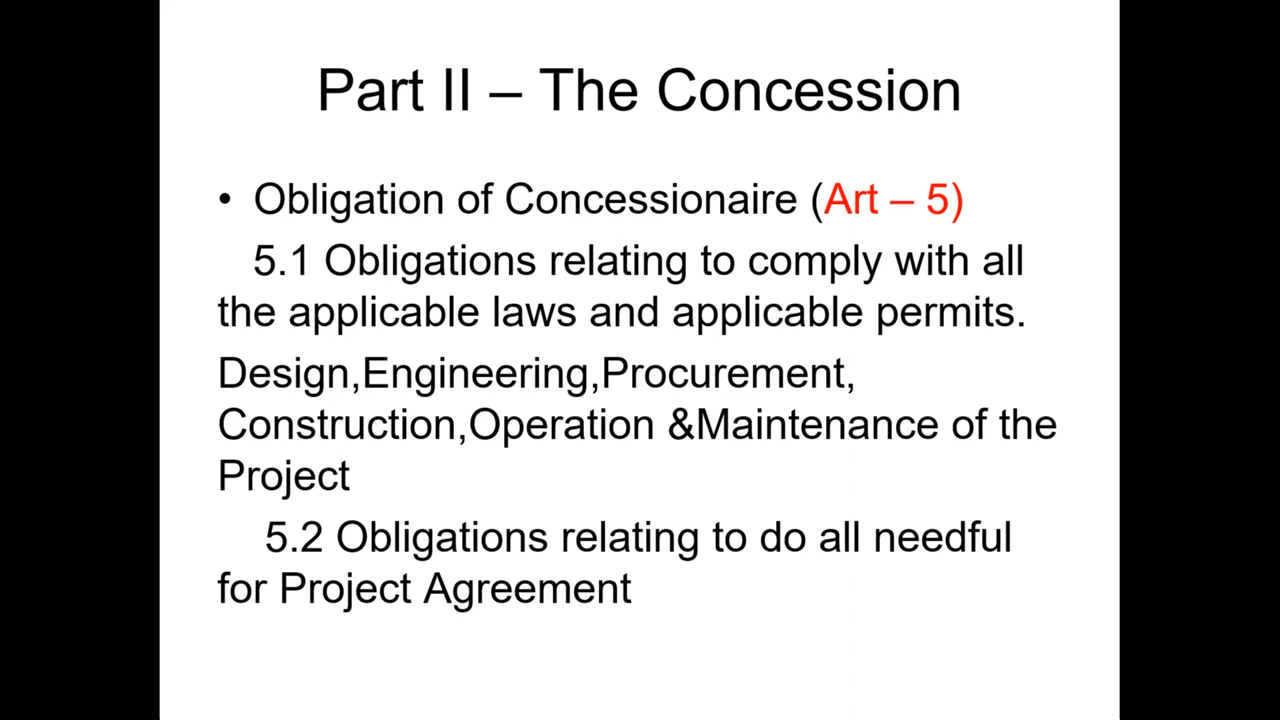 Part II – The Concession
• Obligation of Concessionaire (Art – 5)
5.1 Obligations relating to comply with all
the applicable laws and applicable permits.
Design,Engineering,Procurement,
Construction,Operation &Maintenance of the
Project
5.2 Obligations relating to do all needful
for Project Agreement